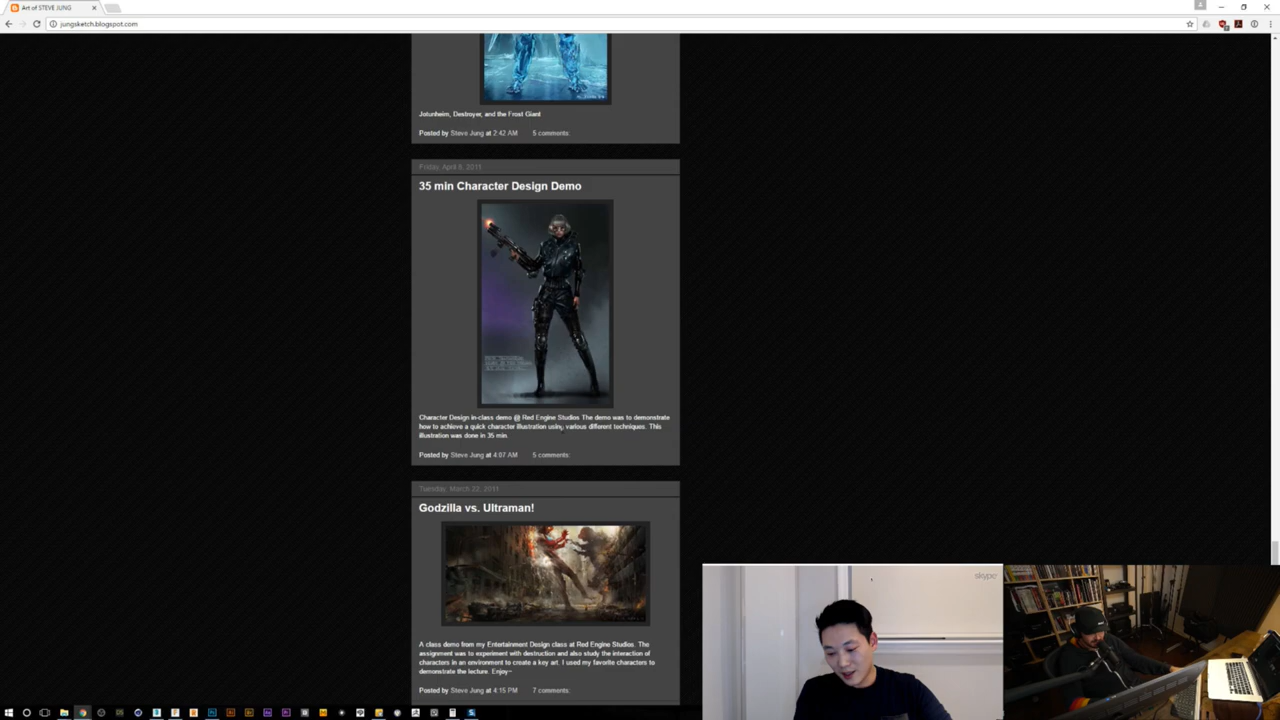 Art of STEVE JUNG
jungsketch.blogspot.com
Jotunheim, Destroyer, and the Frost Giant
Posted by Steve Jung at 2:42 AM 5 comments:
Friday, April 8, 2011
35 min Character Design Demo
Character Design in-class demo @ Red Engine Studios The demo was to demonstrate
how to achieve a quick character illustration using various different techniques. This
illustration was done in 35 min.
Posted by Steve Jung at 4:07 AM 5 comments:
Tuesday, March 22, 2011
Godzilla vs. Ultraman!
A class demo from my Entertainment Design class at Red Engine Studios. The
assignment was to experiment with destruction and also study the interaction of
characters in an environment to create a key art. I used my favorite characters to
demonstrate the lecture. Enjoy~
Posted by Steve Jung at 4:15 PM 7 comments:
skype